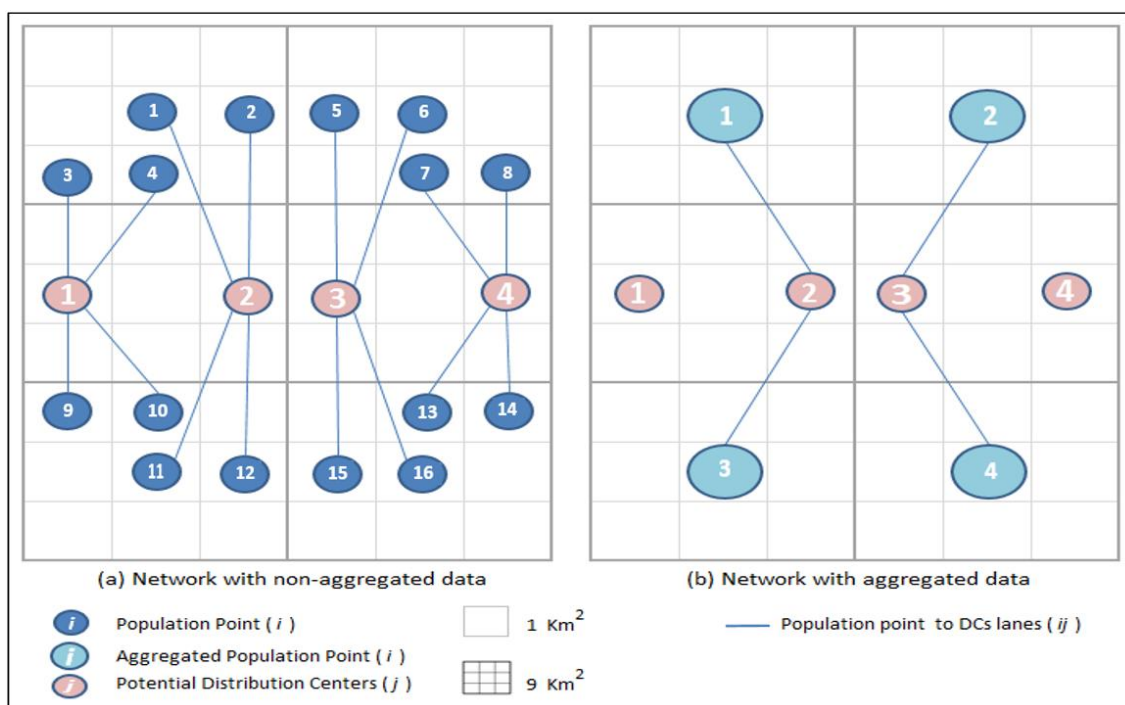 1 2 5 6 1 2
3 4 7 8
1 2 3 4 1 2 3 4
9 10 13 14
11 12 15 16 3 4
(a) Network with non-aggregated data (b) Network with aggregated data
i Population Point ( i ) 1 Km² Population point to DCs lanes ( ij )
i Aggregated Population Point ( i )
j Potential Distribution Centers ( j ) 9 Km²